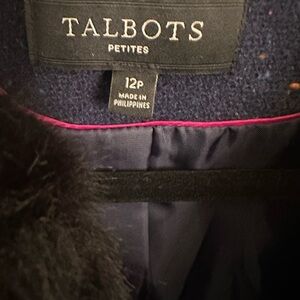 TALBOTS
PETITES
12P
MADE IN
PHILIPPINES